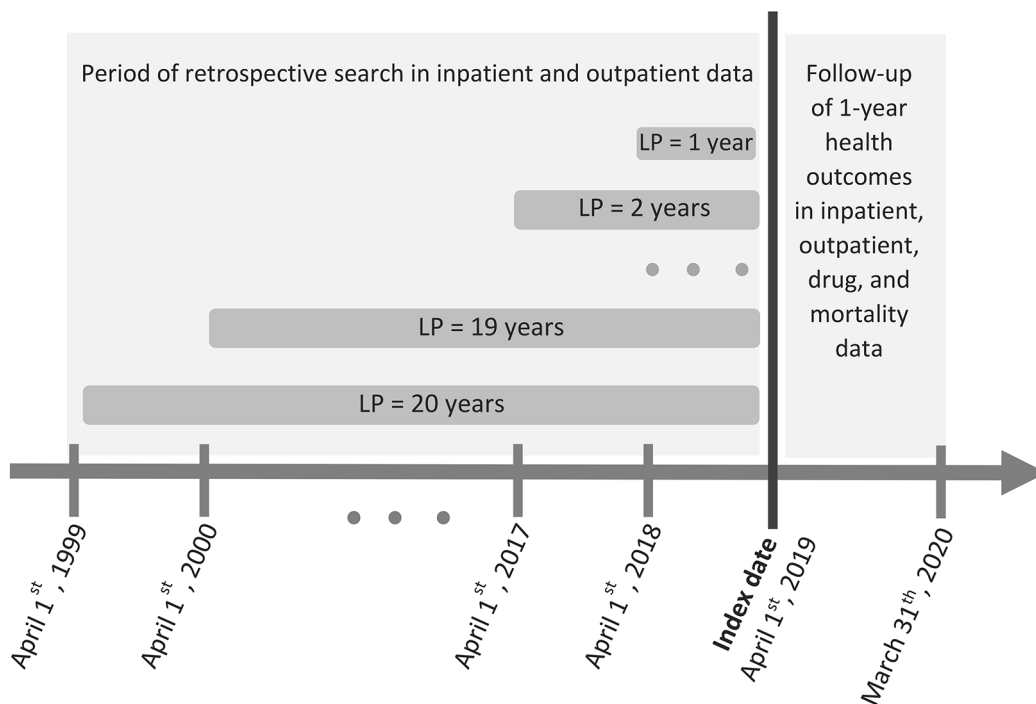 Period of retrospective search in inpatient and outpatient data
LP = 1 year
LP = 2 years
LP = 19 years
LP = 20 years
Follow-up
of 1-year
health
outcomes
in inpatient,
outpatient,
drug, and
mortality
data
April 1st, 1999
April 1st, 2000
April 1st, 2017
April 1st, 2018
Index date
April 1st, 2019
March 31th, 2020